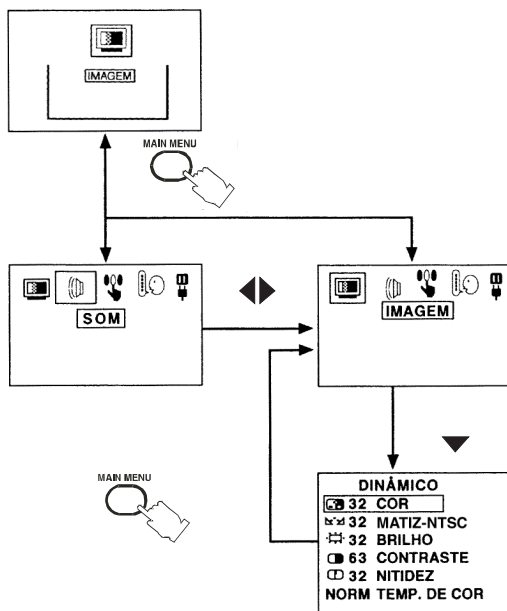 IMAGEM
MAIN MENU
SOM
IMAGEM
MAIN MENU
DINÂMICO
32 COR
32 MATIZ-NTSC
32 BRILHO
63 CONTRASTE
32 NITIDEZ
NORM TEMP. DE COR